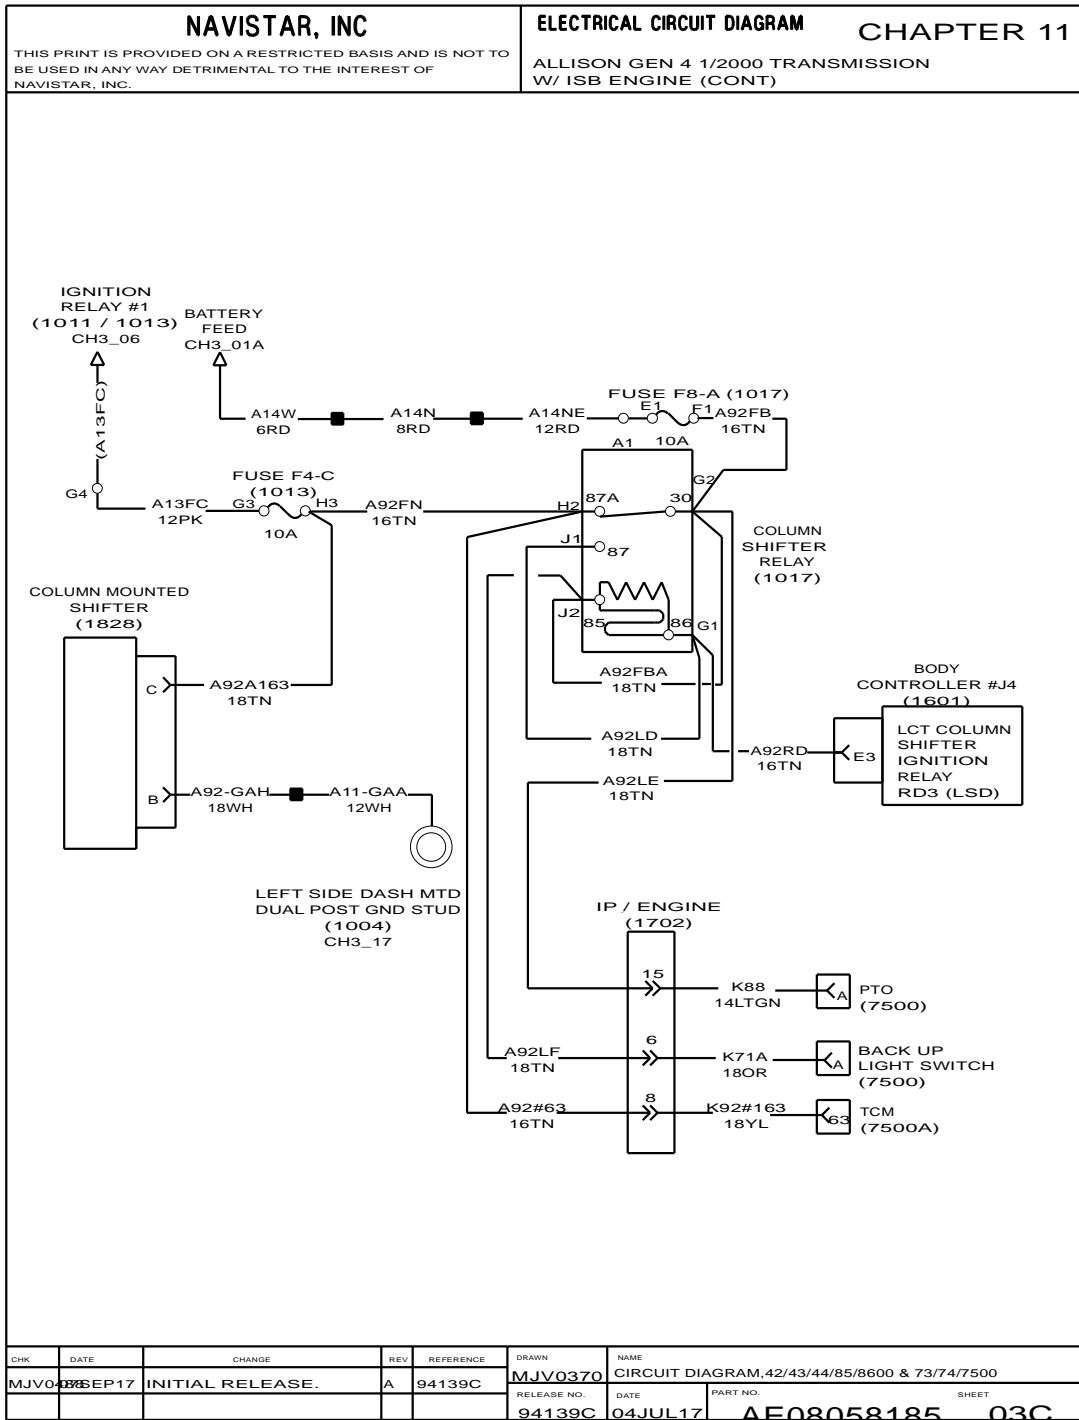 NAVISTAR, INC
THIS PRINT IS PROVIDED ON A RESTRICTED BASIS AND IS NOT TO
BE USED IN ANY WAY DETRIMENTAL TO THE INTEREST OF
NAVISTAR, INC.
ELECTRICAL CIRCUIT DIAGRAM
CHAPTER 11
ALLISON GEN 4 1/2000 TRANSMISSION
W/ ISB ENGINE (CONT)
IGNITION
RELAY #1
(1011 / 1013)
CH3_06
BATTERY
FEED
CH3_01A
(A13FC)
G4
A14W
6RD
A14N
8RD
A14NE
12RD
FUSE F8-A (1017)
E1
F1
10A
A92FB
16TN
A1
G2
A13FC
12PK
FUSE F4-C
(1013)
G3
H3
10A
A92FN
16TN
H2
87A
30
J1
87
J2
85
86
G1
COLUMN
SHIFTER
RELAY
(1017)
COLUMN MOUNTED
SHIFTER
(1828)
C
A92A163
18TN
B
A92-GAH
18WH
A11-GAA
12WH
LEFT SIDE DASH MTD
DUAL POST GND STUD
(1004)
CH3_17
A92FBA
18TN
A92LD
18TN
A92LE
18TN
A92RD
16TN
BODY
CONTROLLER #J4
(1601)
E3
LCT COLUMN
SHIFTER
IGNITION
RELAY
RD3 (LSD)
IP / ENGINE
(1702)
15
K88
14LTGN
A
PTO
(7500)
A92LF
18TN
6
K71A
18OR
A
BACK UP
LIGHT SWITCH
(7500)
A92#63
16TN
8
K92#163
18YL
63
TCM
(7500A)
CHK DATE CHANGE REV REFERENCE
07SEP17 INITIAL RELEASE. A 94139C
DRAWN
MJV0370
NAME
CIRCUIT DIAGRAM,42/43/44/85/8600 & 73/74/7500
RELEASE NO.
94139C
DATE
04JUL17
PART NO.
AE08058185
SHEET
03C